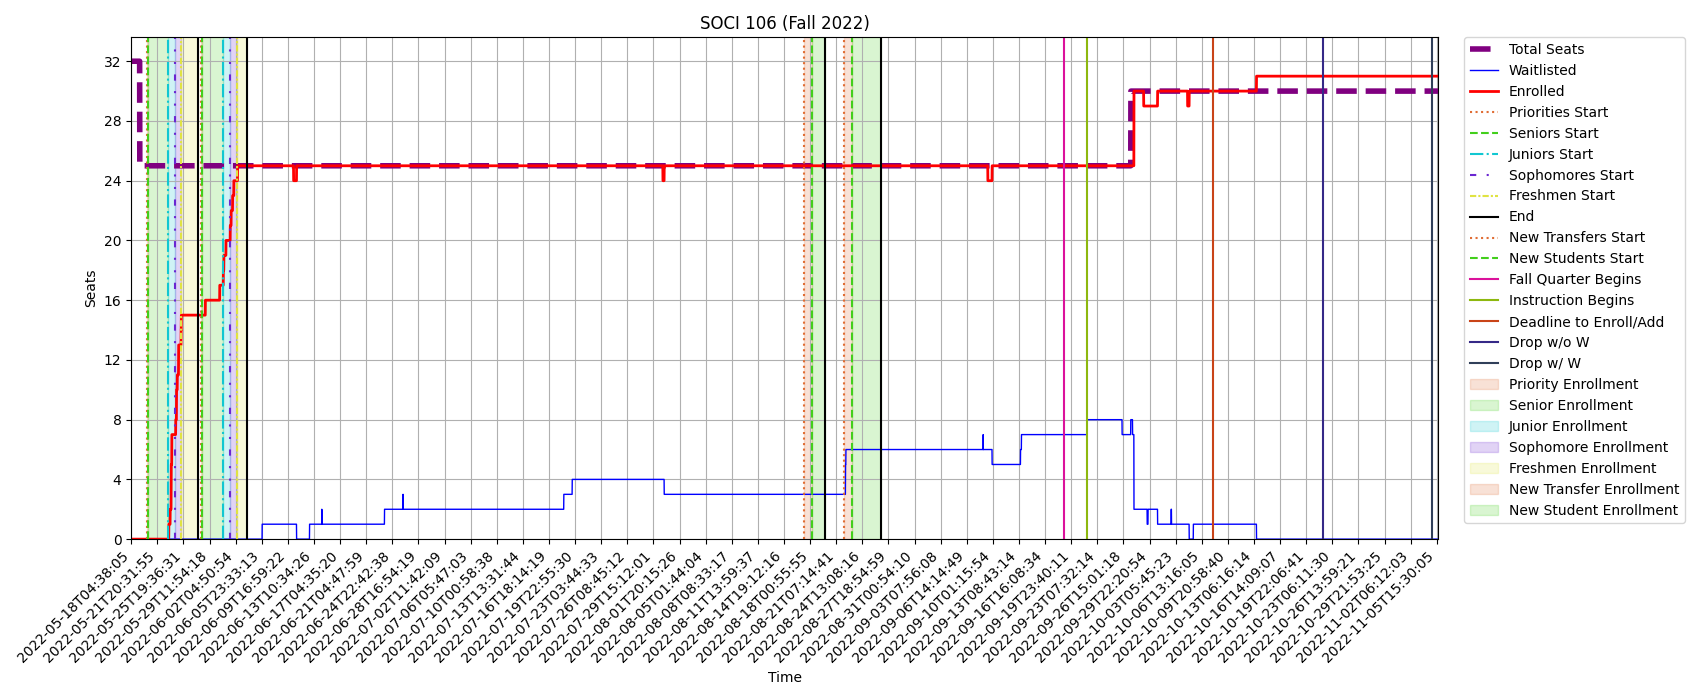 SOCI 106 (Fall 2022)
Seats
32
28
24
20
16
12
8
4
0
2022-05-18T04:38:05
2022-05-21T20:31:55
2022-05-25T19:36:31
2022-05-29T11:54:18
2022-06-02T04:50:54
2022-06-05T23:33:13
2022-06-09T16:59:22
2022-06-13T10:34:26
2022-06-17T04:35:20
2022-06-21T04:47:59
2022-06-24T22:42:38
2022-06-28T16:54:19
2022-07-02T11:42:09
2022-07-06T05:47:03
2022-07-10T00:58:38
2022-07-13T13:31:44
2022-07-16T18:14:19
2022-07-19T22:55:30
2022-07-23T03:44:33
2022-07-26T08:45:12
2022-07-29T15:12:01
2022-08-01T20:15:26
2022-08-05T01:44:04
2022-08-08T08:33:17
2022-08-11T13:59:37
2022-08-14T19:12:16
2022-08-18T00:55:55
2022-08-21T07:14:41
2022-08-24T13:08:16
2022-08-27T18:54:59
2022-08-31T00:54:10
2022-09-03T07:56:08
2022-09-06T14:14:49
2022-09-10T01:15:54
2022-09-13T08:43:14
2022-09-16T16:08:34
2022-09-19T23:40:11
2022-09-23T07:32:14
2022-09-26T15:01:18
2022-09-29T22:20:54
2022-10-03T05:45:23
2022-10-06T13:16:05
2022-10-09T20:58:40
2022-10-13T06:16:14
2022-10-16T14:09:07
2022-10-19T22:06:41
2022-10-23T06:11:30
2022-10-26T13:59:21
2022-10-29T21:53:25
2022-11-02T06:12:03
2022-11-05T15:30:05
Time
Total Seats
Waitlisted
Enrolled
Priorities Start
Seniors Start
Juniors Start
Sophomores Start
Freshmen Start
End
New Transfers Start
New Students Start
Fall Quarter Begins
Instruction Begins
Deadline to Enroll/Add
Drop w/o W
Drop w/ W
Priority Enrollment
Senior Enrollment
Junior Enrollment
Sophomore Enrollment
Freshmen Enrollment
New Transfer Enrollment
New Student Enrollment